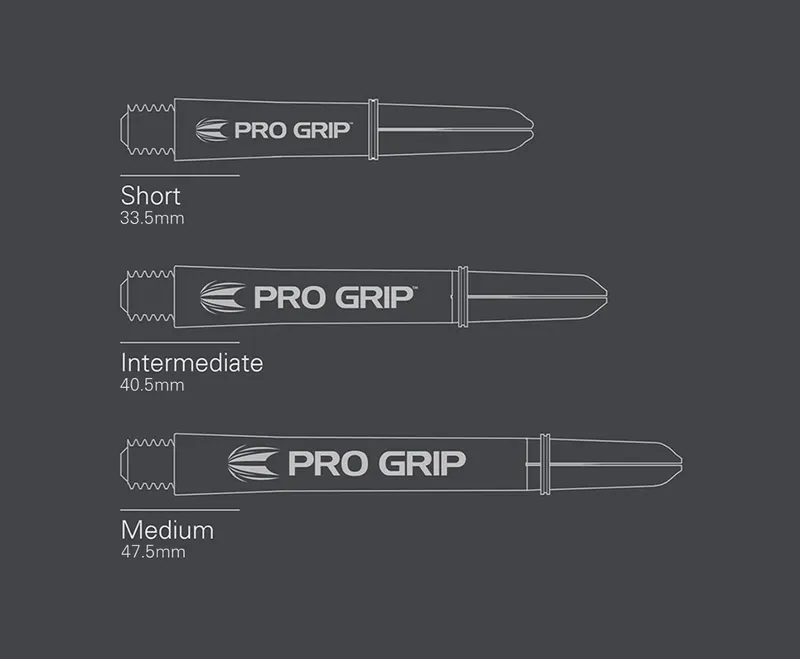 PRO GRIP™
Short
33.5mm
PRO GRIP™
Intermediate
40.5mm
PRO GRIP
Medium
47.5mm